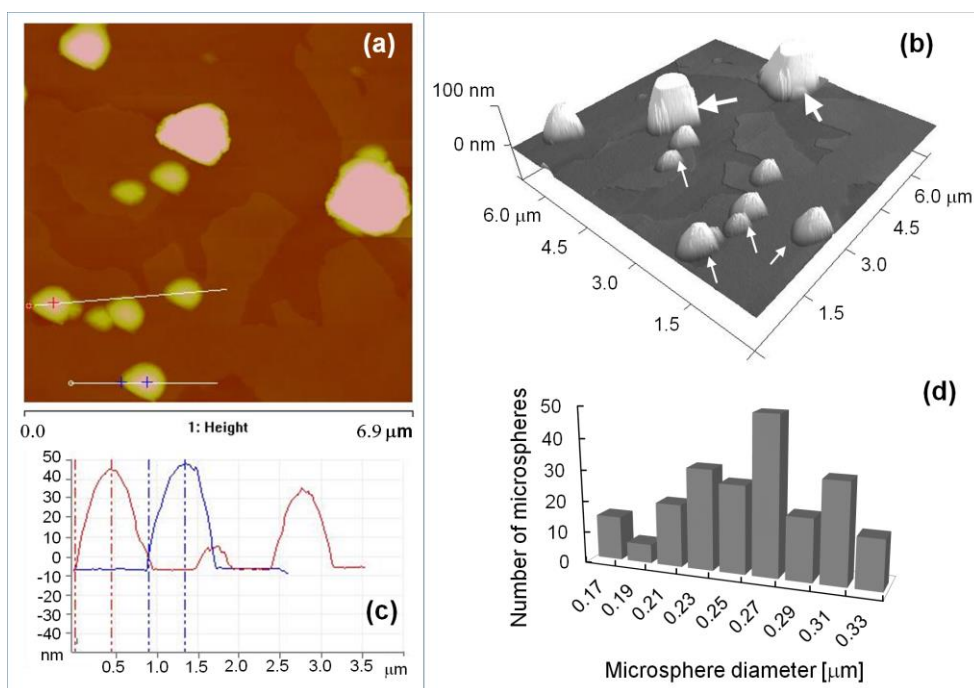 (a)
0.0
1: Height
6.9 μm
50
40
30
20
10
0
-10
-20
-30
-40
nm
0.5
1.0
1.5
2.0
2.5
3.0
μm
(c)
(b)
100 nm
0 nm
6.0 μm
4.5
3.0
1.5
6.0 μm
4.5
3.0
1.5
(d)
Number of microspheres
50
40
30
20
10
0
0.17
0.19
0.21
0.23
0.25
0.27
0.29
0.31
0.33
Microsphere diameter [μm]